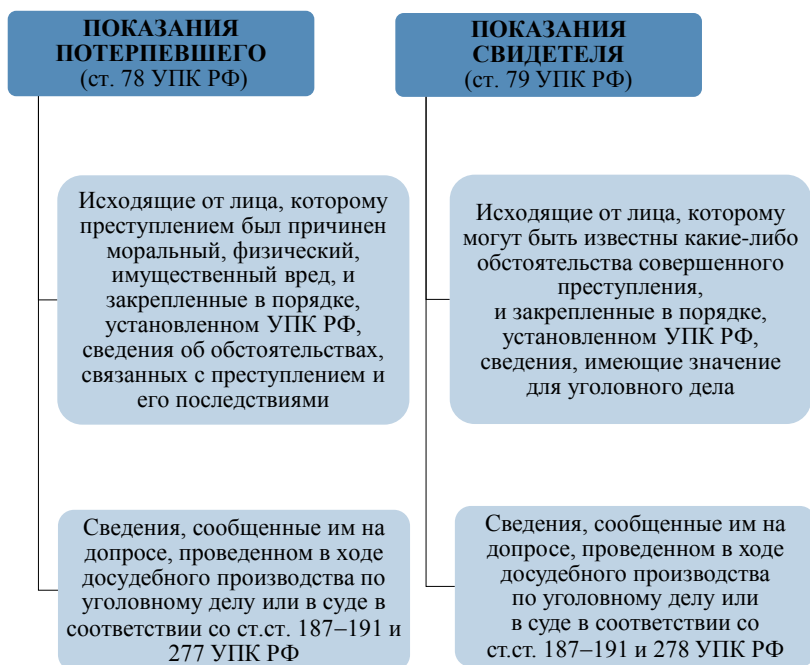 ПОКАЗАНИЯ
ПОТЕРПЕВШЕГО
(ст. 78 УПК РФ)
Исходящие от лица, которому
преступлением был причинен
моральный, физический,
имущественный вред, и
закрепленные в порядке,
установленном УПК РФ,
сведения об обстоятельствах,
связанных с преступлением и
его последствиями
Сведения, сообщенные им на
допросе, проведенном в ходе
досудебного производства по
уголовному делу или в суде в
соответствии со ст.ст. 187–191 и
277 УПК РФ
ПОКАЗАНИЯ
СВИДЕТЕЛЯ
(ст. 79 УПК РФ)
Исходящие от лица, которому
могут быть известны какие-либо
обстоятельства совершенного
преступления,
и закрепленные в порядке,
установленном УПК РФ,
сведения, имеющие значение
для уголовного дела
Сведения, сообщенные им на
допросе, проведенном в ходе
досудебного производства
по уголовному делу или
в суде в соответствии со
ст.ст. 187–191 и 278 УПК РФ